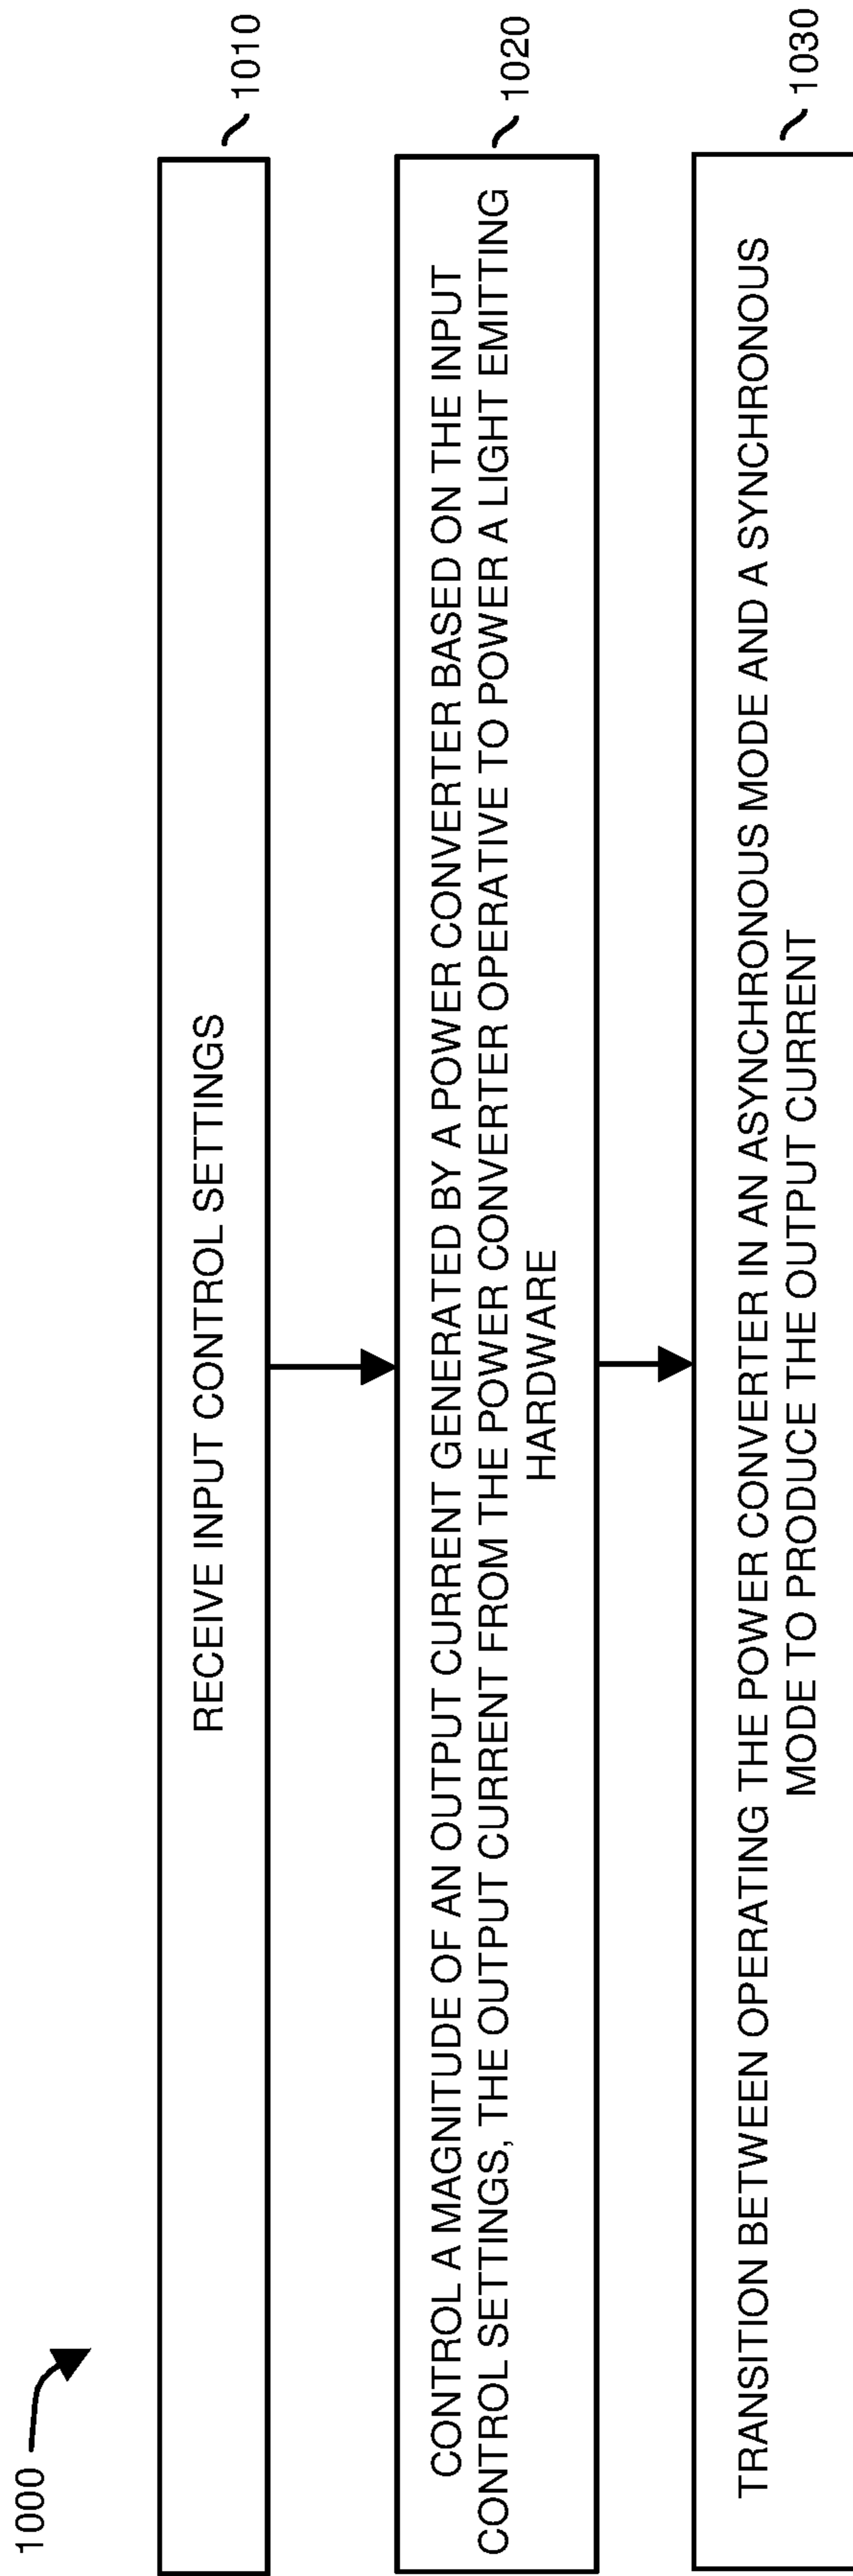 1000
RECEIVE INPUT CONTROL SETTINGS
1010
CONTROL A MAGNITUDE OF AN OUTPUT CURRENT GENERATED BY A POWER CONVERTER BASED ON THE INPUT
CONTROL SETTINGS, THE OUTPUT CURRENT FROM THE POWER CONVERTER OPERATIVE TO POWER A LIGHT EMITTING
HARDWARE
1020
TRANSITION BETWEEN OPERATING THE POWER CONVERTER IN AN ASYNCHRONOUS MODE AND A SYNCHRONOUS
MODE TO PRODUCE THE OUTPUT CURRENT
1030